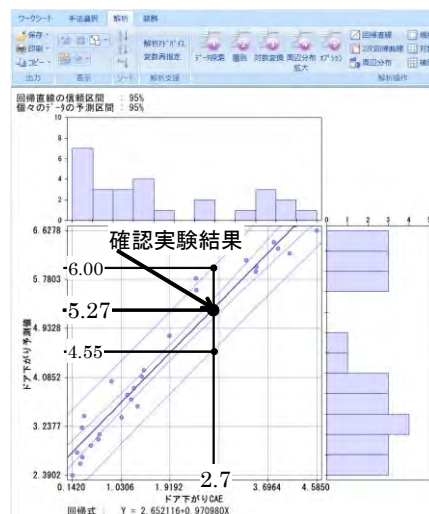 ワークシート 手法選択 解析 装飾
保存
印刷
コピー
出力 表示 ソート
解析アドバイス
変数再指定
解析支援
データ探索 層別 対数変換 周辺分布拡大 オプション
回帰直線
2次回帰曲線
周辺分布
解析操作
回帰直線の信頼区間 : 95%
個々のデータの予測区間 : 95%
10
8
6
4
2
0
6.6278
5.7803
4.9328
4.0852
3.2377
2.3902
ドア下がり予測値
確認実験結果
6.00
5.27
4.55
2.7
0 1 2 3 4 5
0.1420 1.0306 1.9192 3.6964 4.5850
ドア下がりCAE
回帰式 : Y = 2.652116+0.970980X